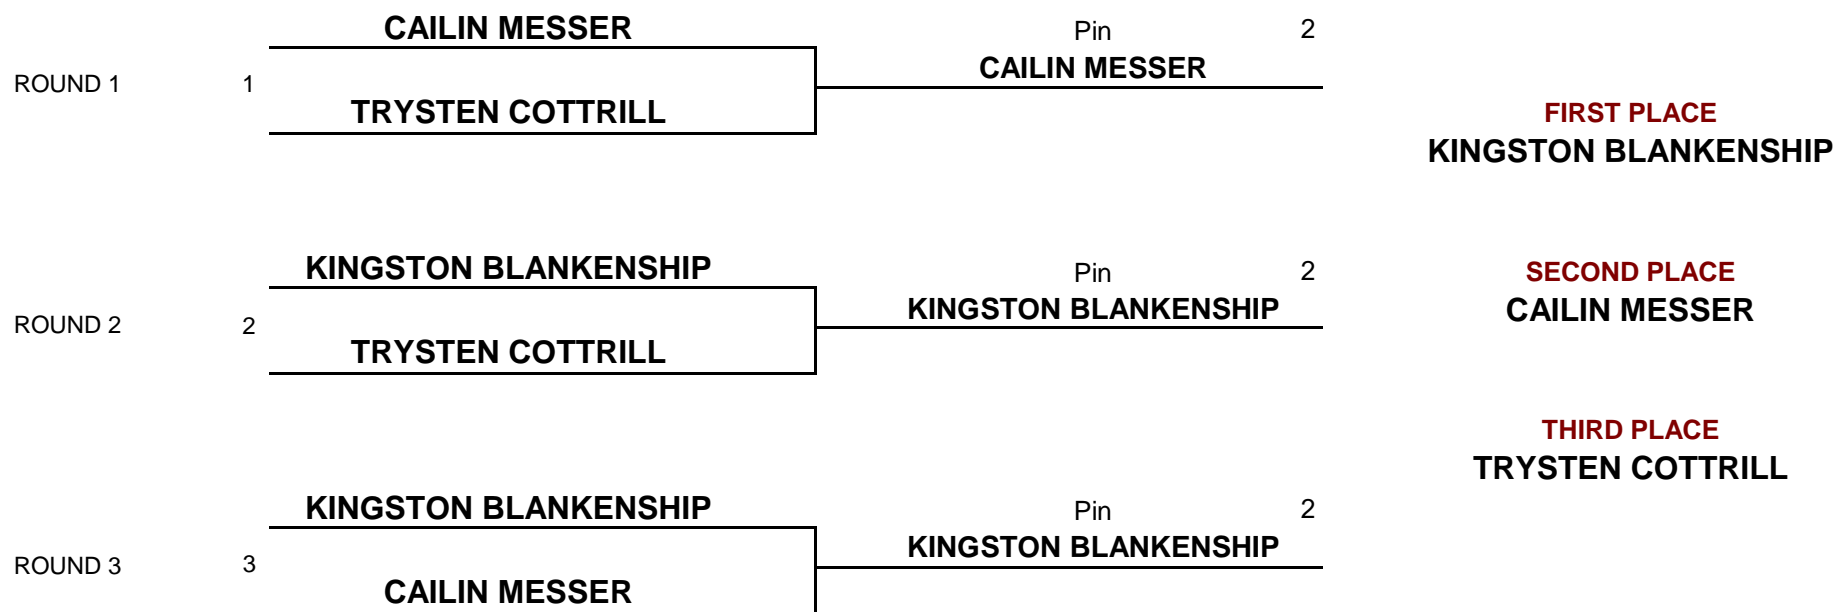 CAILIN MESSER
Pin 2
ROUND 1 1
CAILIN MESSER
TRYSTEN COTTRILL
FIRST PLACE
KINGSTON BLANKENSHIP
KINGSTON BLANKENSHIP
Pin 2
SECOND PLACE
ROUND 2 2
KINGSTON BLANKENSHIP
CAILIN MESSER
TRYSTEN COTTRILL
THIRD PLACE
TRYSTEN COTTRILL
KINGSTON BLANKENSHIP
Pin 2
ROUND 3 3
KINGSTON BLANKENSHIP
CAILIN MESSER